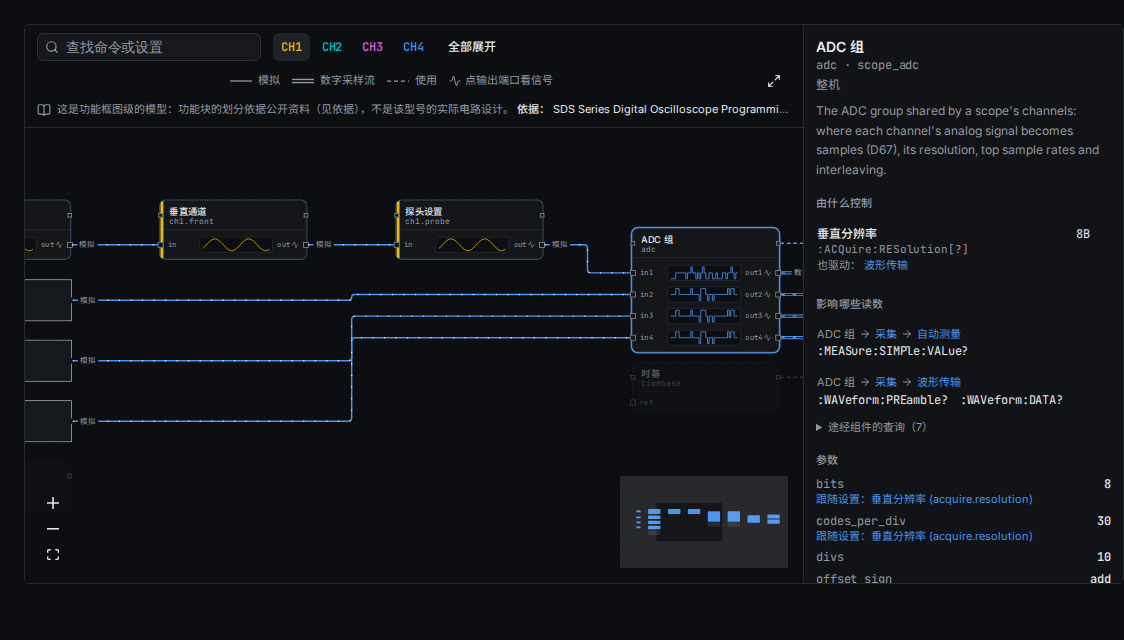 查找命令或设置
CH1 CH2 CH3 CH4 全部展开
模拟 数字采样流 使用 点输出端口看信号
这是功能框图级的模型：功能块的划分依据公开资料（见依据），不是该型号的实际电路设计。 依据： SDS Series Digital Oscilloscope Programmi...
out 模拟
垂直通道
ch1.front
in out 模拟
探头设置
ch1.probe
in out 模拟
模拟
模拟
模拟
ADC 组
adc
in1 out1 数
in2 out2
in3 out3
in4 out4
时基
timebase
ref
ADC 组
adc · scope_adc
整机
The ADC group shared by a scope's channels:
where each channel's analog signal becomes
samples (D67), its resolution, top sample rates and
interleaving.
由什么控制
垂直分辨率 8B
:ACQuire:RESolution[?]
也驱动： 波形传输
影响哪些读数
ADC 组 → 采集 → 自动测量
:MEASure:SIMPle:VALue?
ADC 组 → 采集 → 波形传输
:WAVeform:PREamble? :WAVeform:DATA?
途经组件的查询（7）
参数
bits 8
跟随设置：垂直分辨率 (acquire.resolution)
codes_per_div 30
跟随设置：垂直分辨率 (acquire.resolution)
divs 10
offset_sign add